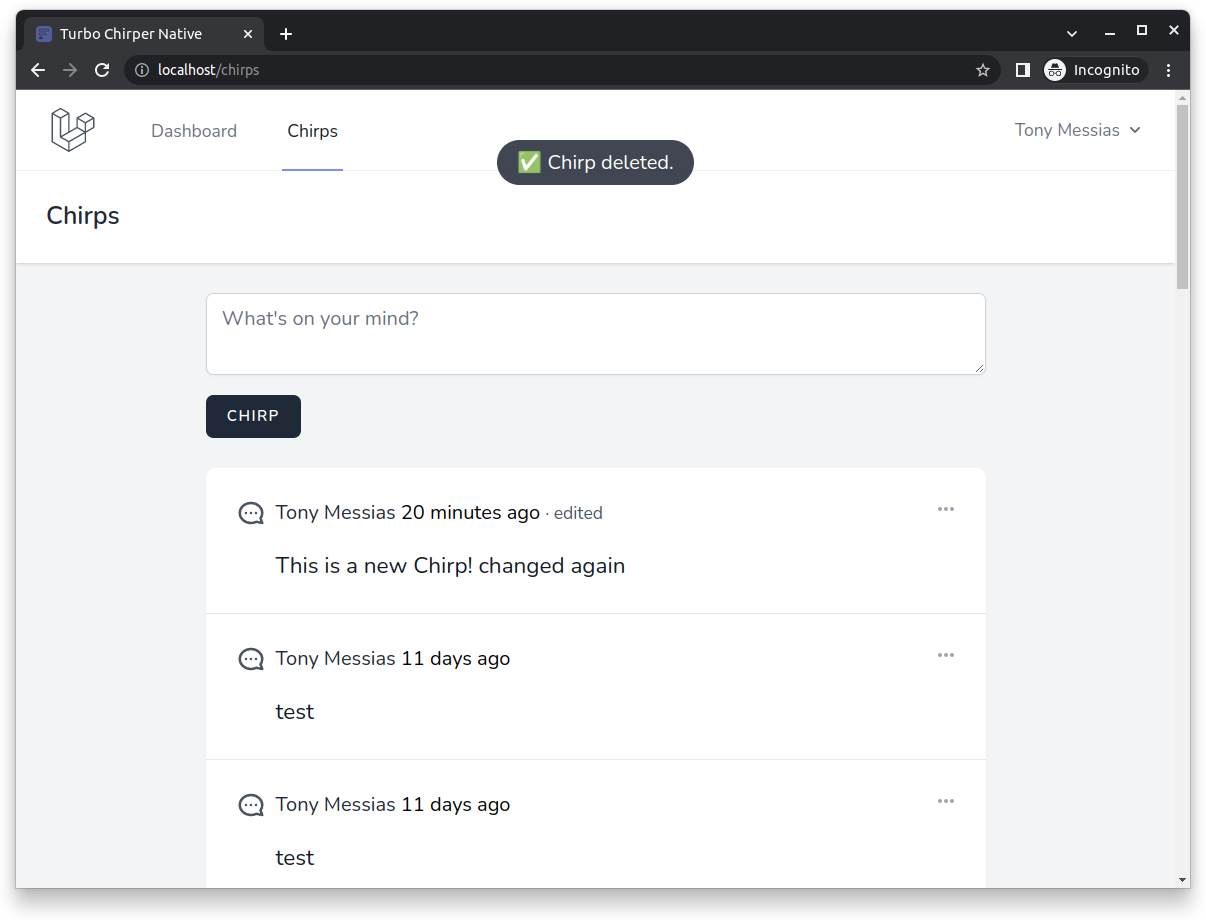 Turbo Chirper Native
localhost/chirps
Incognito
Dashboard
Chirps
Tony Messias
✅ Chirp deleted.
Chirps
What's on your mind?
CHIRP
Tony Messias 20 minutes ago · edited
This is a new Chirp! changed again
Tony Messias 11 days ago
test
Tony Messias 11 days ago
test